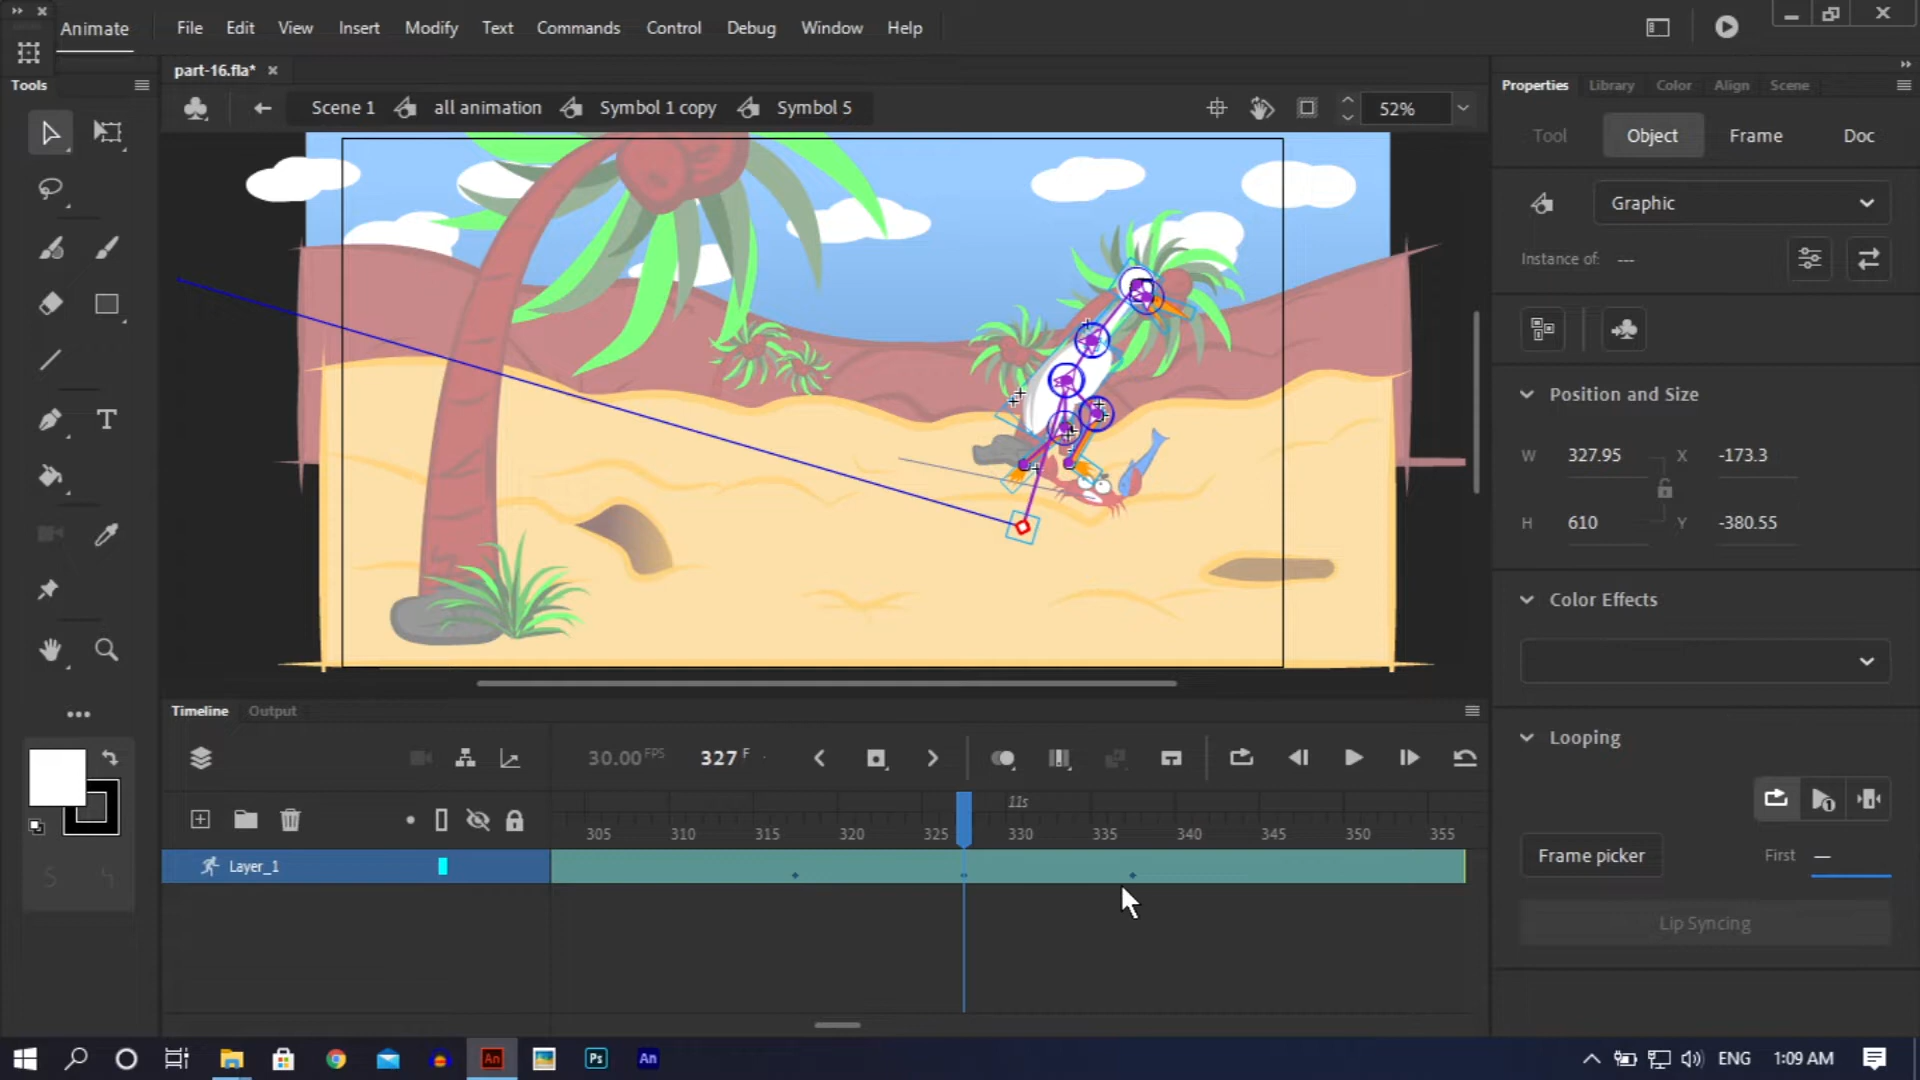 Animate
File Edit View Insert Modify Text Commands Control Debug Window Help
Tools
part-16.fla*
Scene 1 all animation Symbol 1 copy Symbol 5
52%
Properties Library Color Align Scene
Tool Object Frame Doc
Graphic
Instance of: ---
Position and Size
W 327.95 X -173.3
H 610 Y -380.55
Color Effects
Looping
Frame picker First —
Lip Syncing
T
Timeline Output
30.00 FPS 327 F
11s
305 310 315 320 325 330 335 340 345 350 355
Layer_1
An Ps An
ENG 1:09 AM